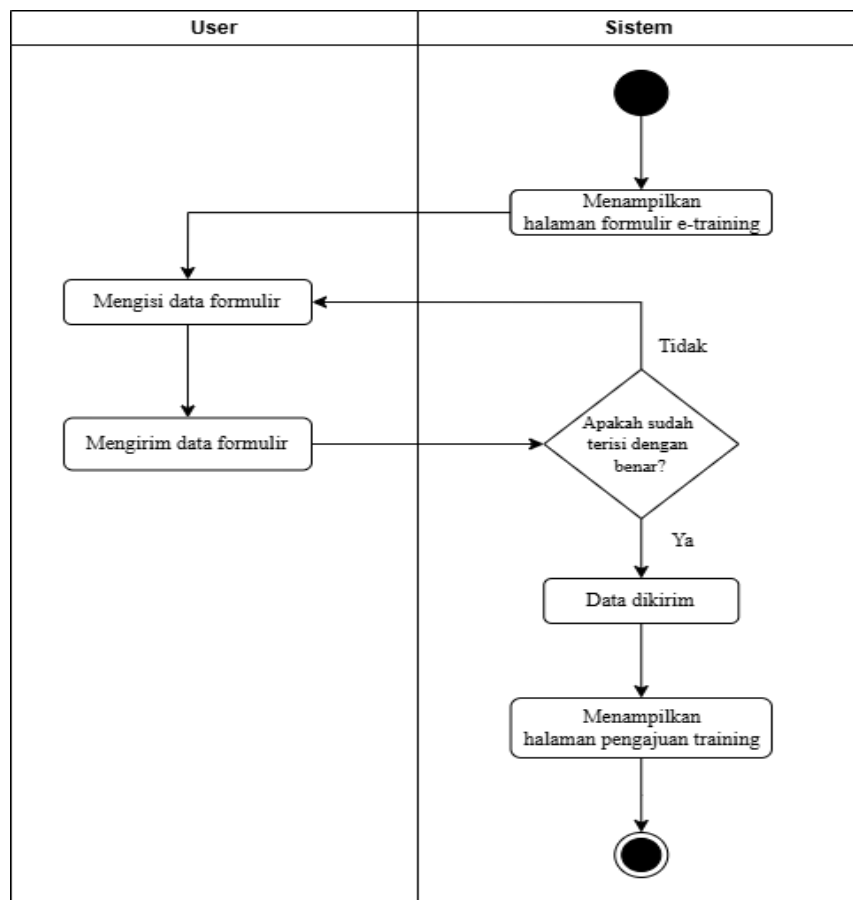 User
Sistem
Menampilkan
halaman formulir e-training
Mengisi data formulir
Tidak
Mengirim data formulir
Apakah sudah
terisi dengan
benar?
Ya
Data dikirim
Menampilkan
halaman pengajuan training